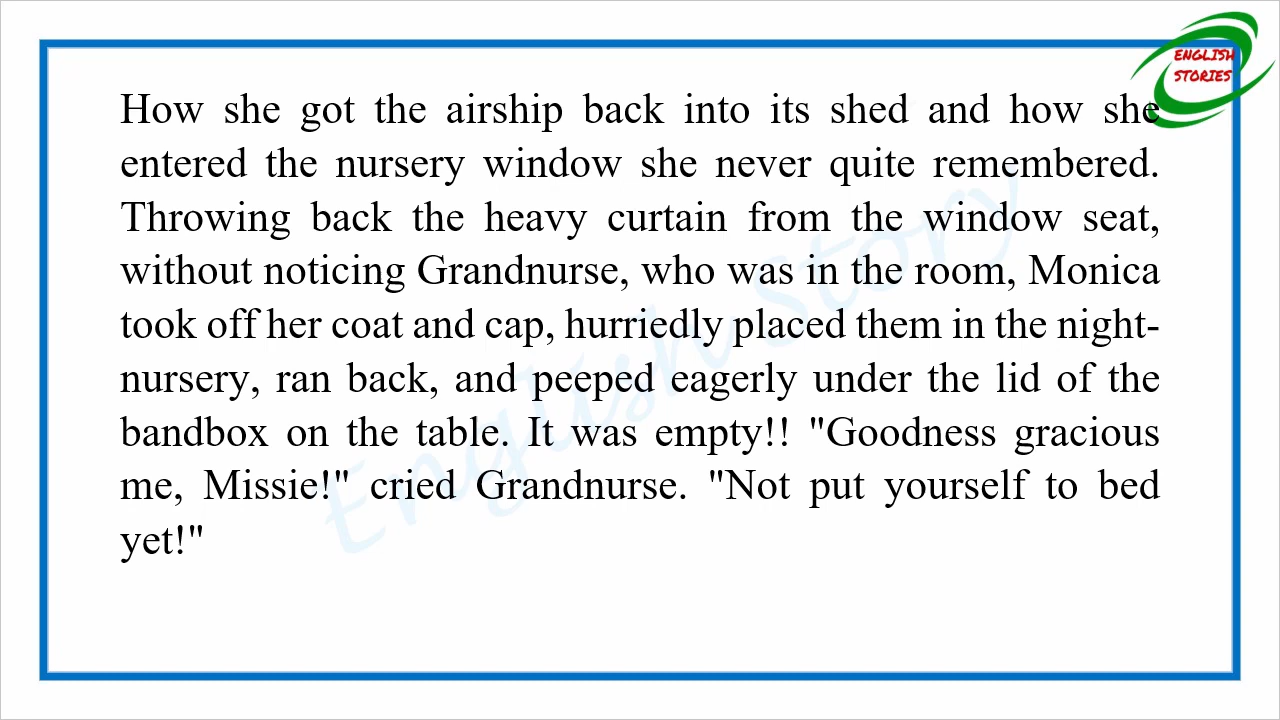 ENGLISH
STORIES
How she got the airship back into its shed and how she
entered the nursery window she never quite remembered.
Throwing back the heavy curtain from the window seat,
without noticing Grandnurse, who was in the room, Monica
took off her coat and cap, hurriedly placed them in the night-
nursery, ran back, and peeped eagerly under the lid of the
bandbox on the table. It was empty!! "Goodness gracious
me, Missie!" cried Grandnurse. "Not put yourself to bed
yet!"
English Story